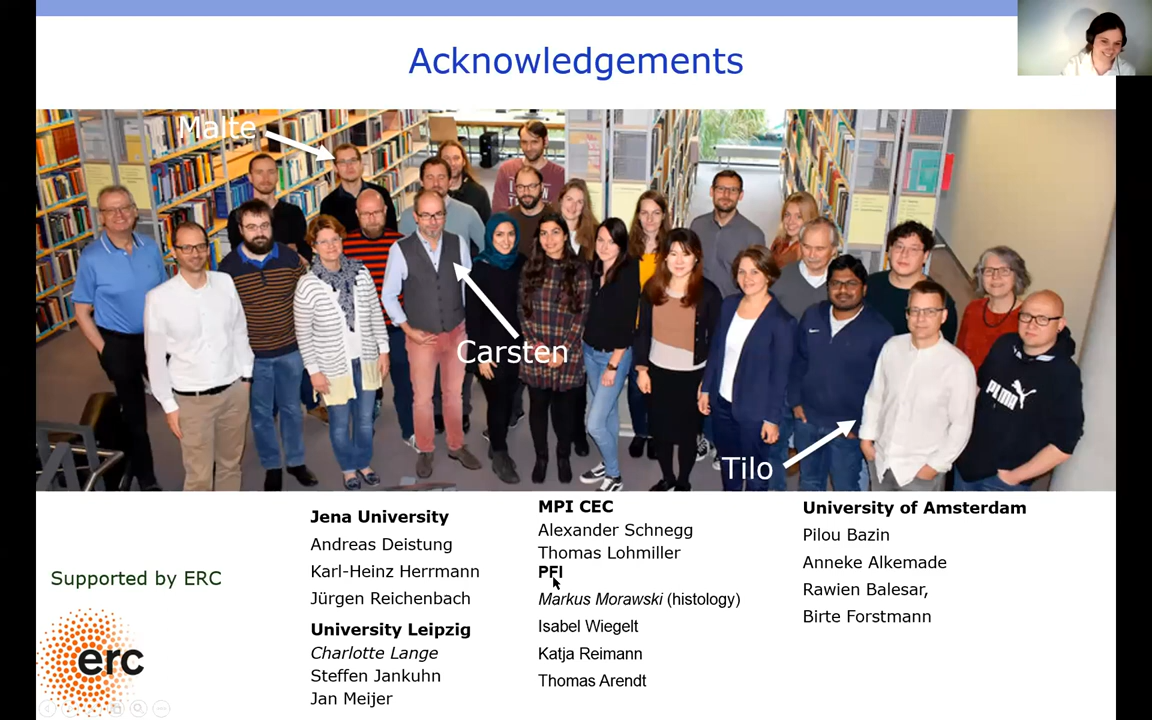 Acknowledgements
Malte
Carsten
Tilo
PUMA
Supported by ERC
erc
Jena University
Andreas Deistung
Karl-Heinz Herrmann
Jürgen Reichenbach
University Leipzig
Charlotte Lange
Steffen Jankuhn
Jan Meijer
MPI CEC
Alexander Schnegg
Thomas Lohmiller
PFI
Markus Morawski (histology)
Isabel Wiegelt
Katja Reimann
Thomas Arendt
University of Amsterdam
Pilou Bazin
Anneke Alkemade
Rawien Balesar,
Birte Forstmann